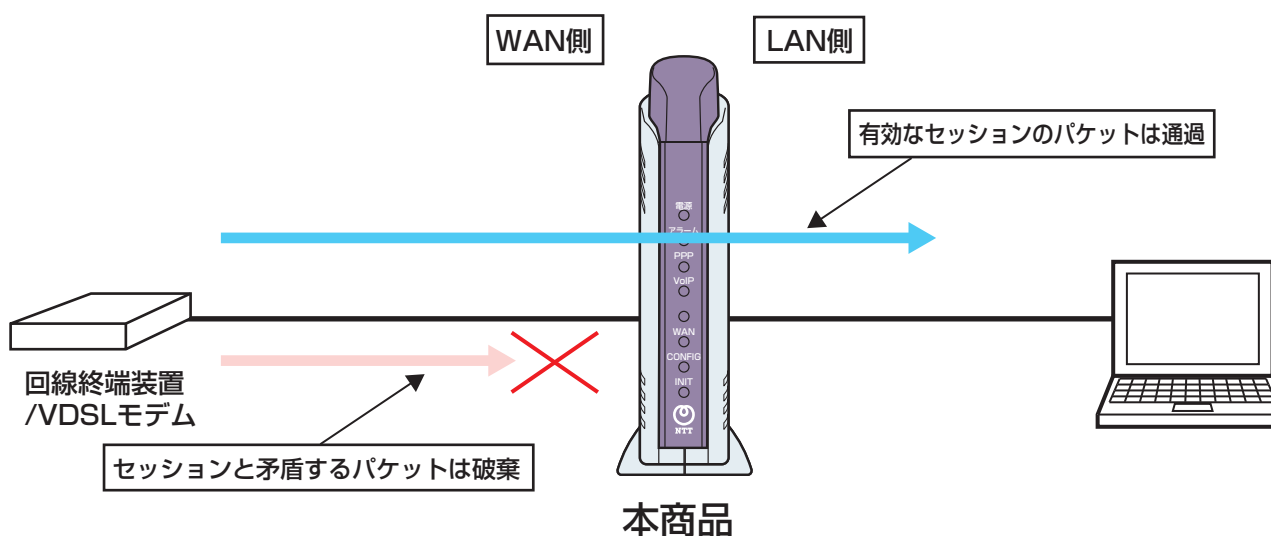 WAN側
LAN側
有効なセッションのパケットは通過
電源
アラーム
PPP
VoIP
WAN
CONFIG
INIT
NTT
回線終端装置
/VDSLモデム
セッションと矛盾するパケットは破棄
本商品